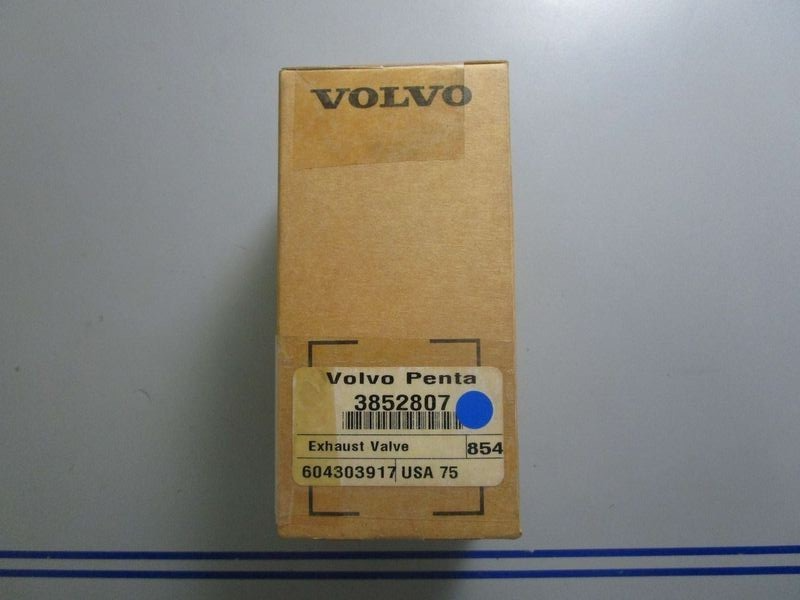 VOLVO
Volvo Penta
3852807
Exhaust Valve 854
604303917 USA 75